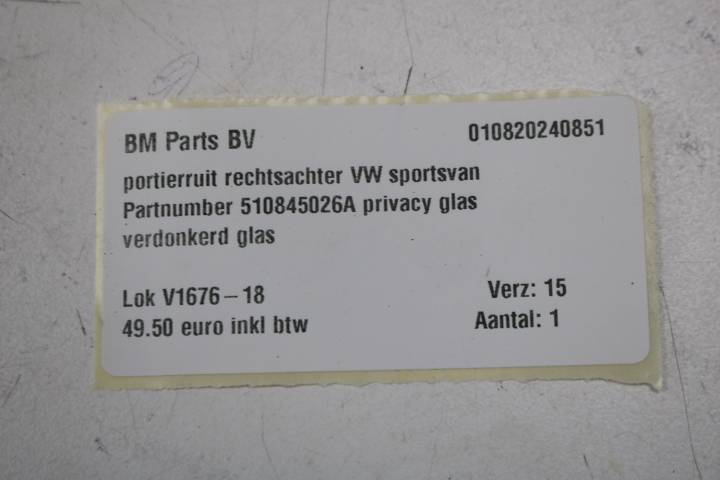 BM Parts BV 010820240851
portierruit rechtsachter VW sportsvan
Partnumber 510845026A privacy glas
verdonkerd glas
Lok V1676-18 Verz: 15
49.50 euro inkl btw Aantal: 1